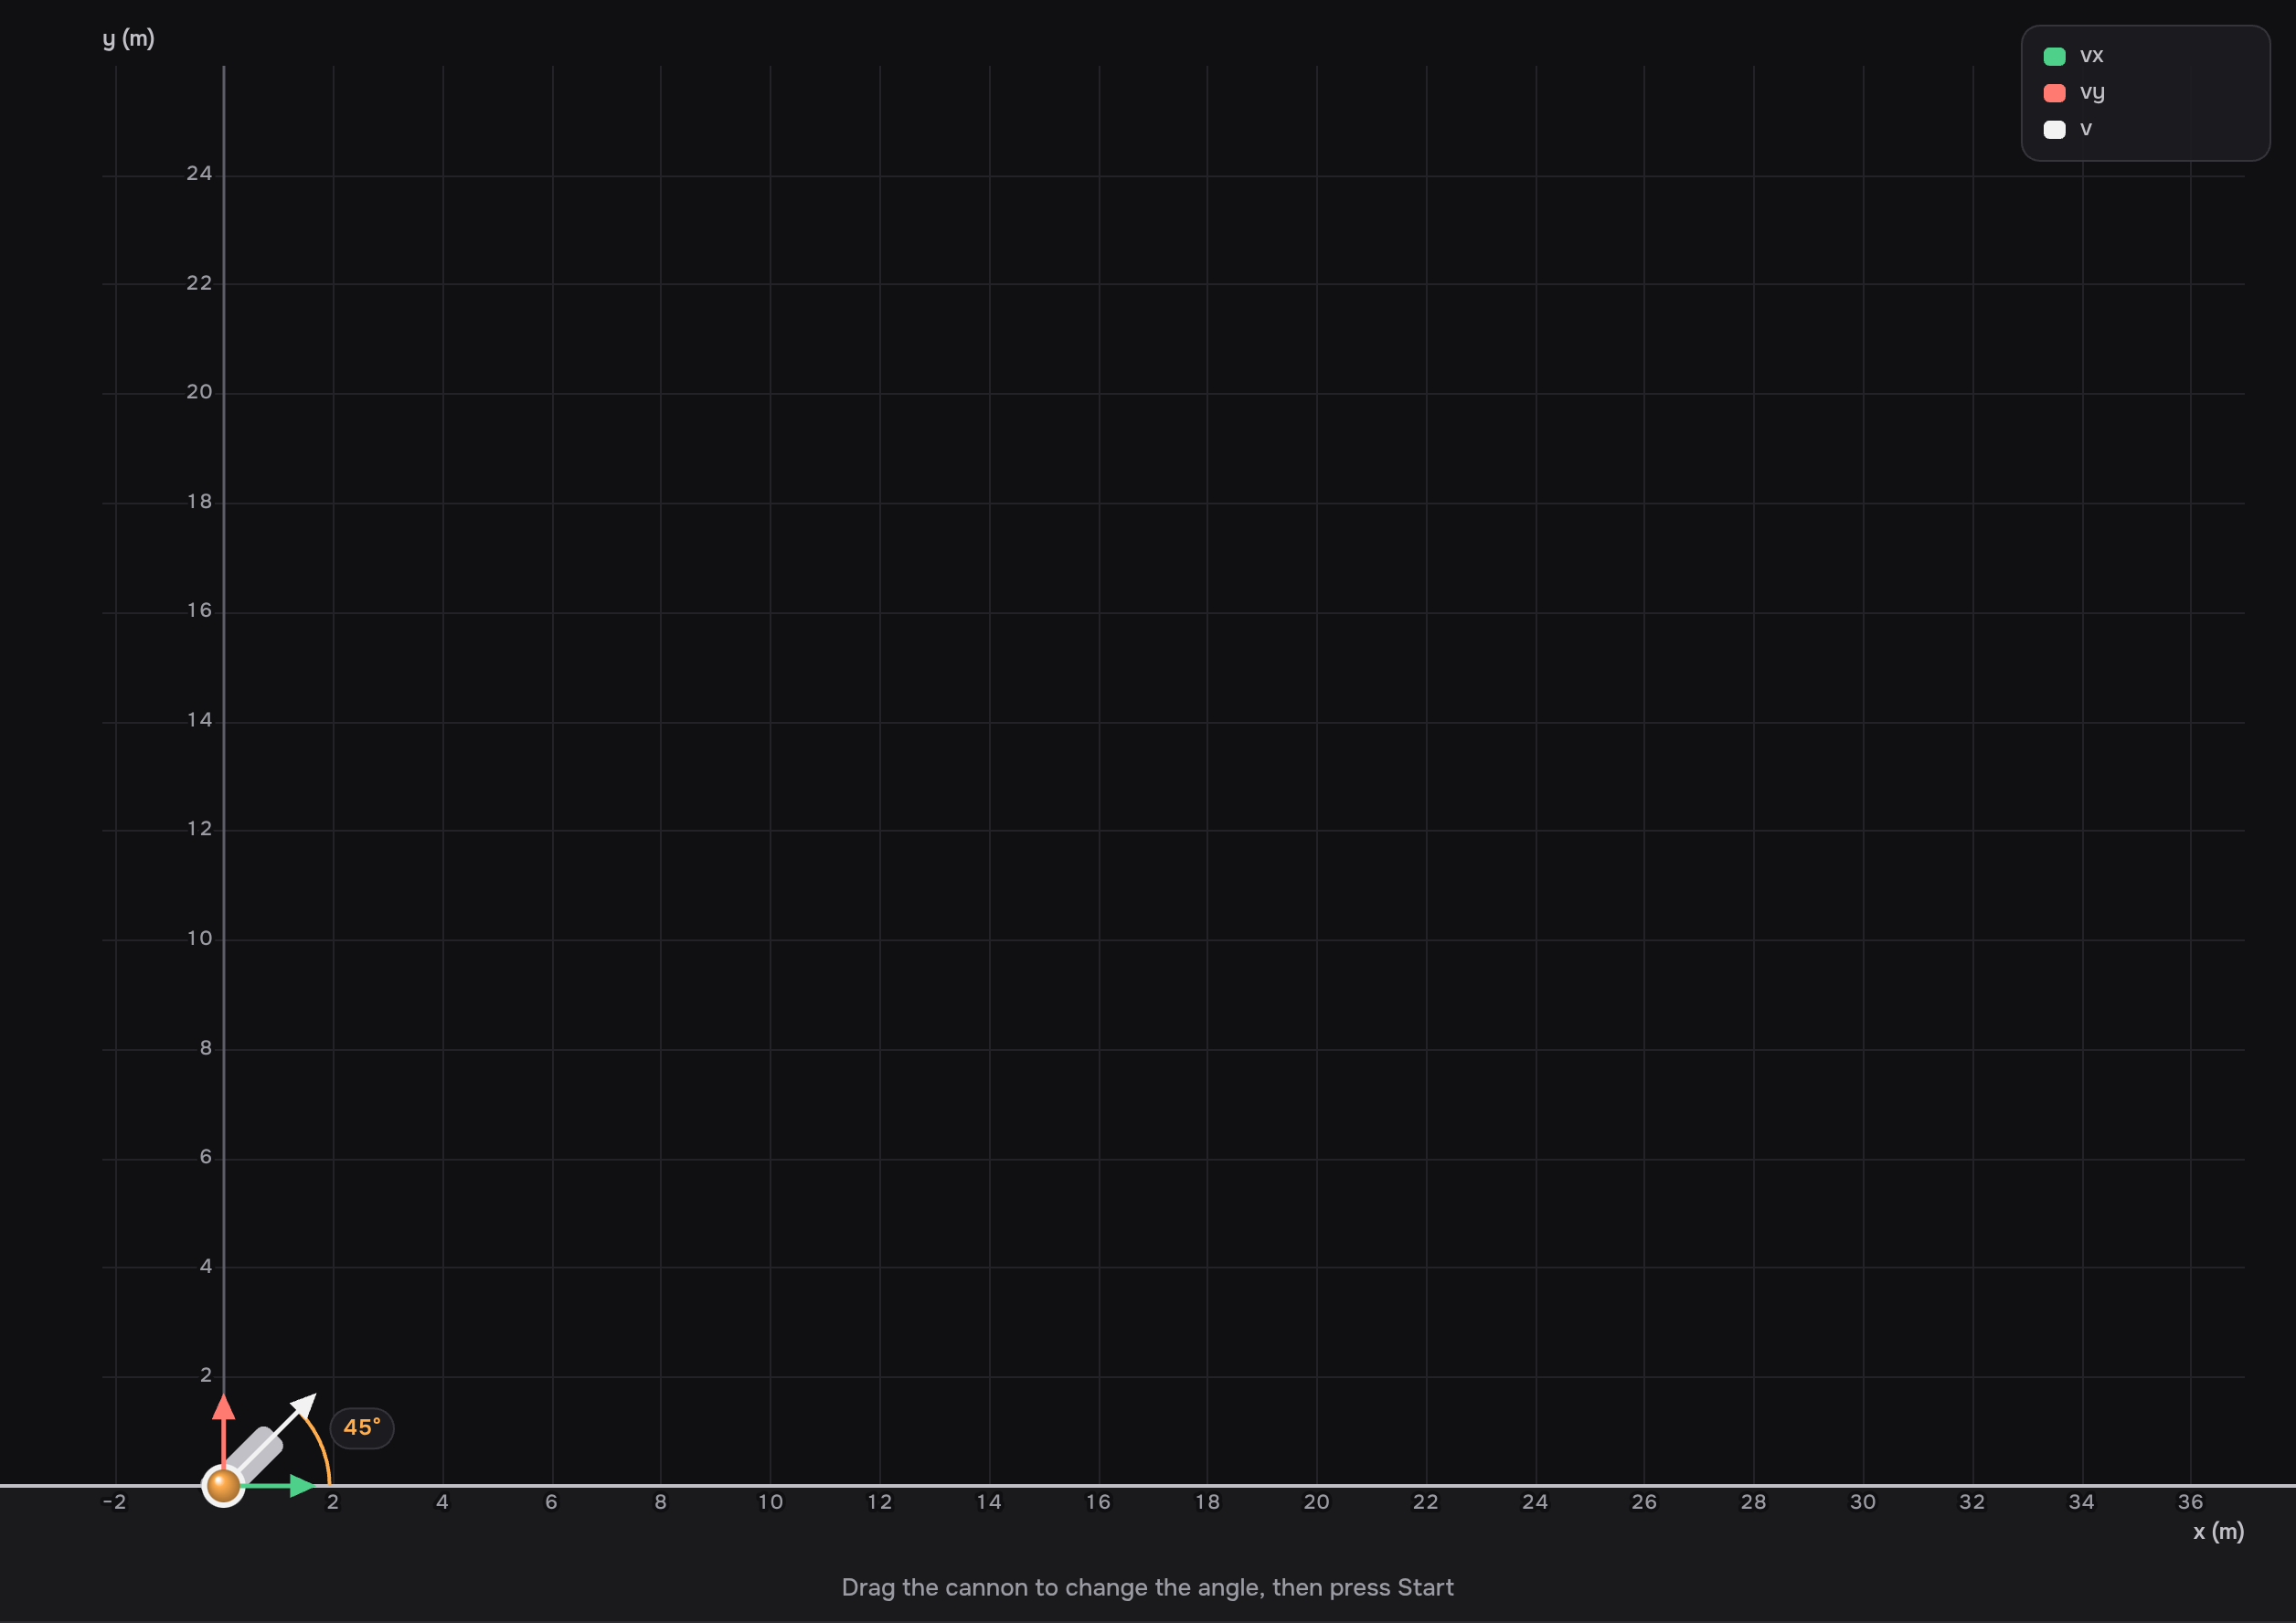 y (m)
vx
vy
v
24
22
20
18
16
14
12
10
8
6
4
2
45°
-2 2 4 6 8 10 12 14 16 18 20 22 24 26 28 30 32 34 36
x (m)
Drag the cannon to change the angle, then press Start